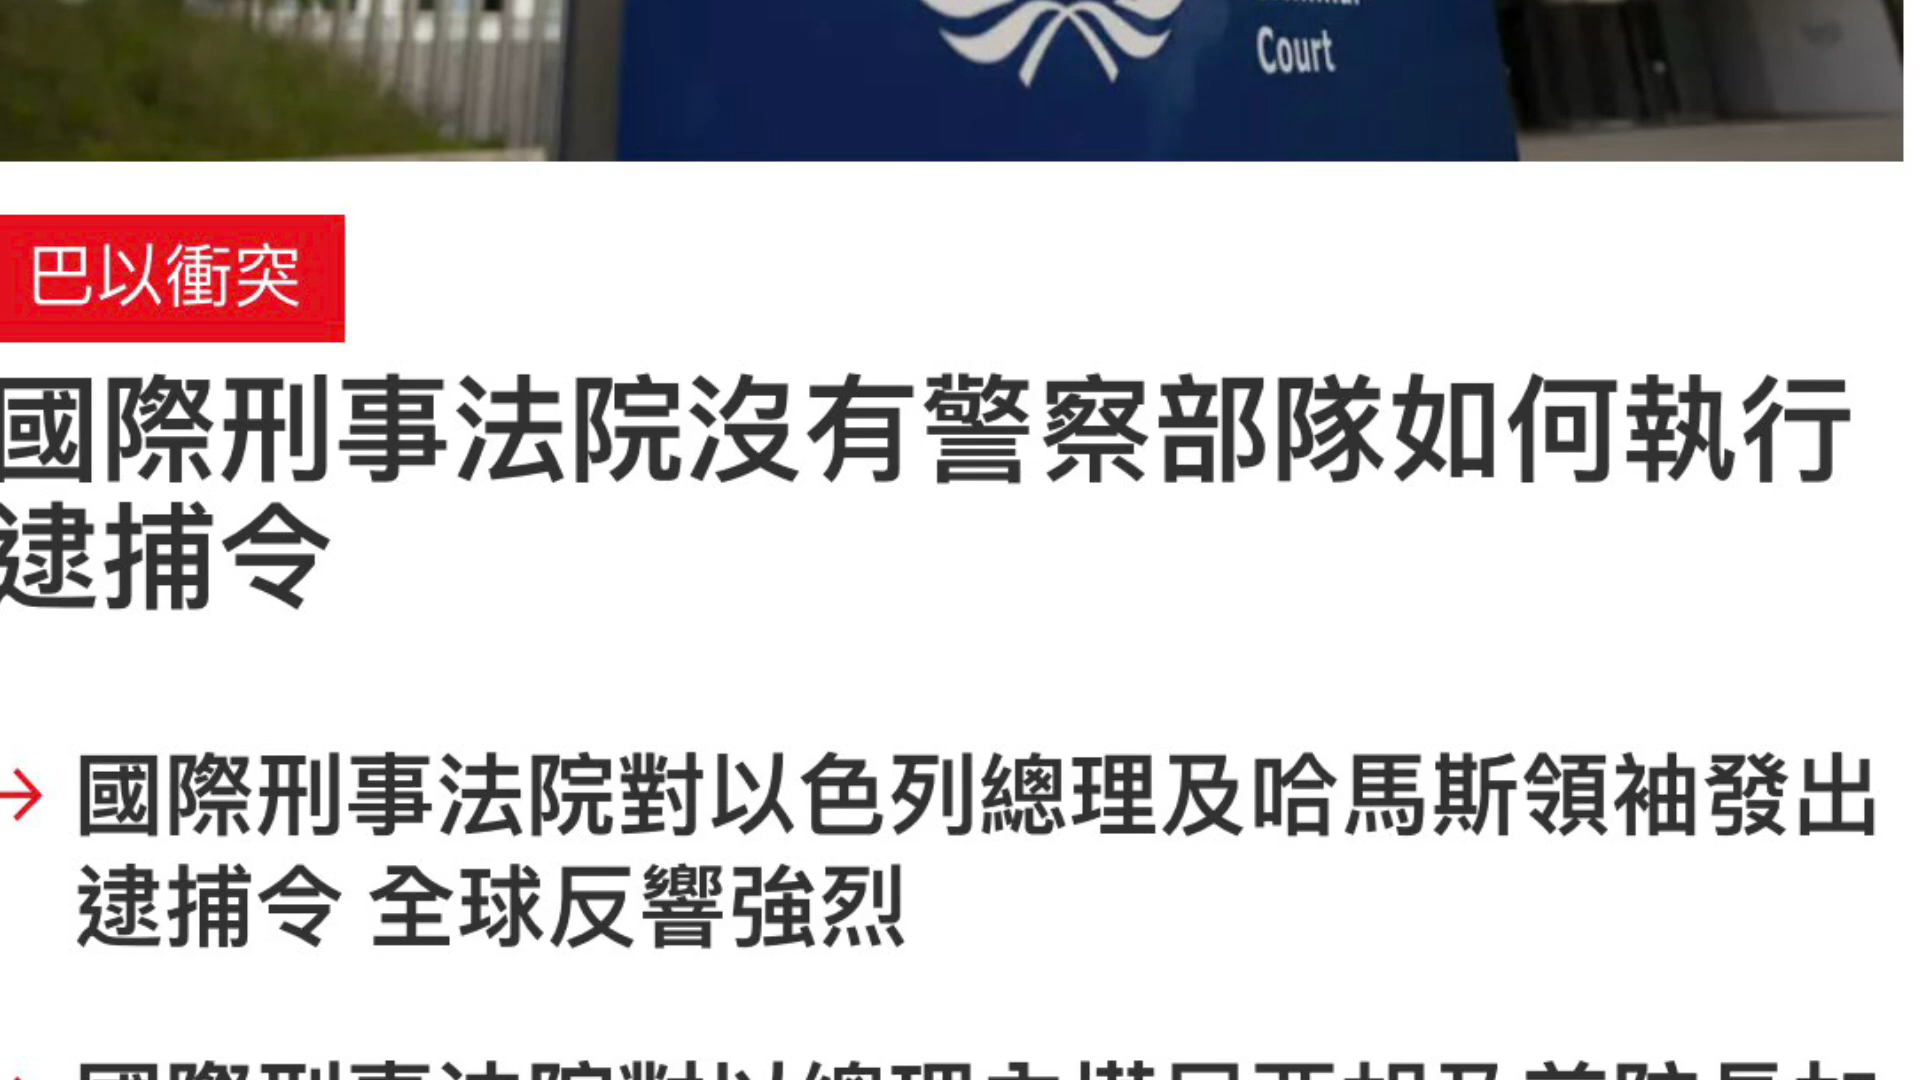 Court
巴以衝突
國際刑事法院沒有警察部隊如何執行
逮捕令
國際刑事法院對以色列總理及哈馬斯領袖發出
逮捕令 全球反響強烈